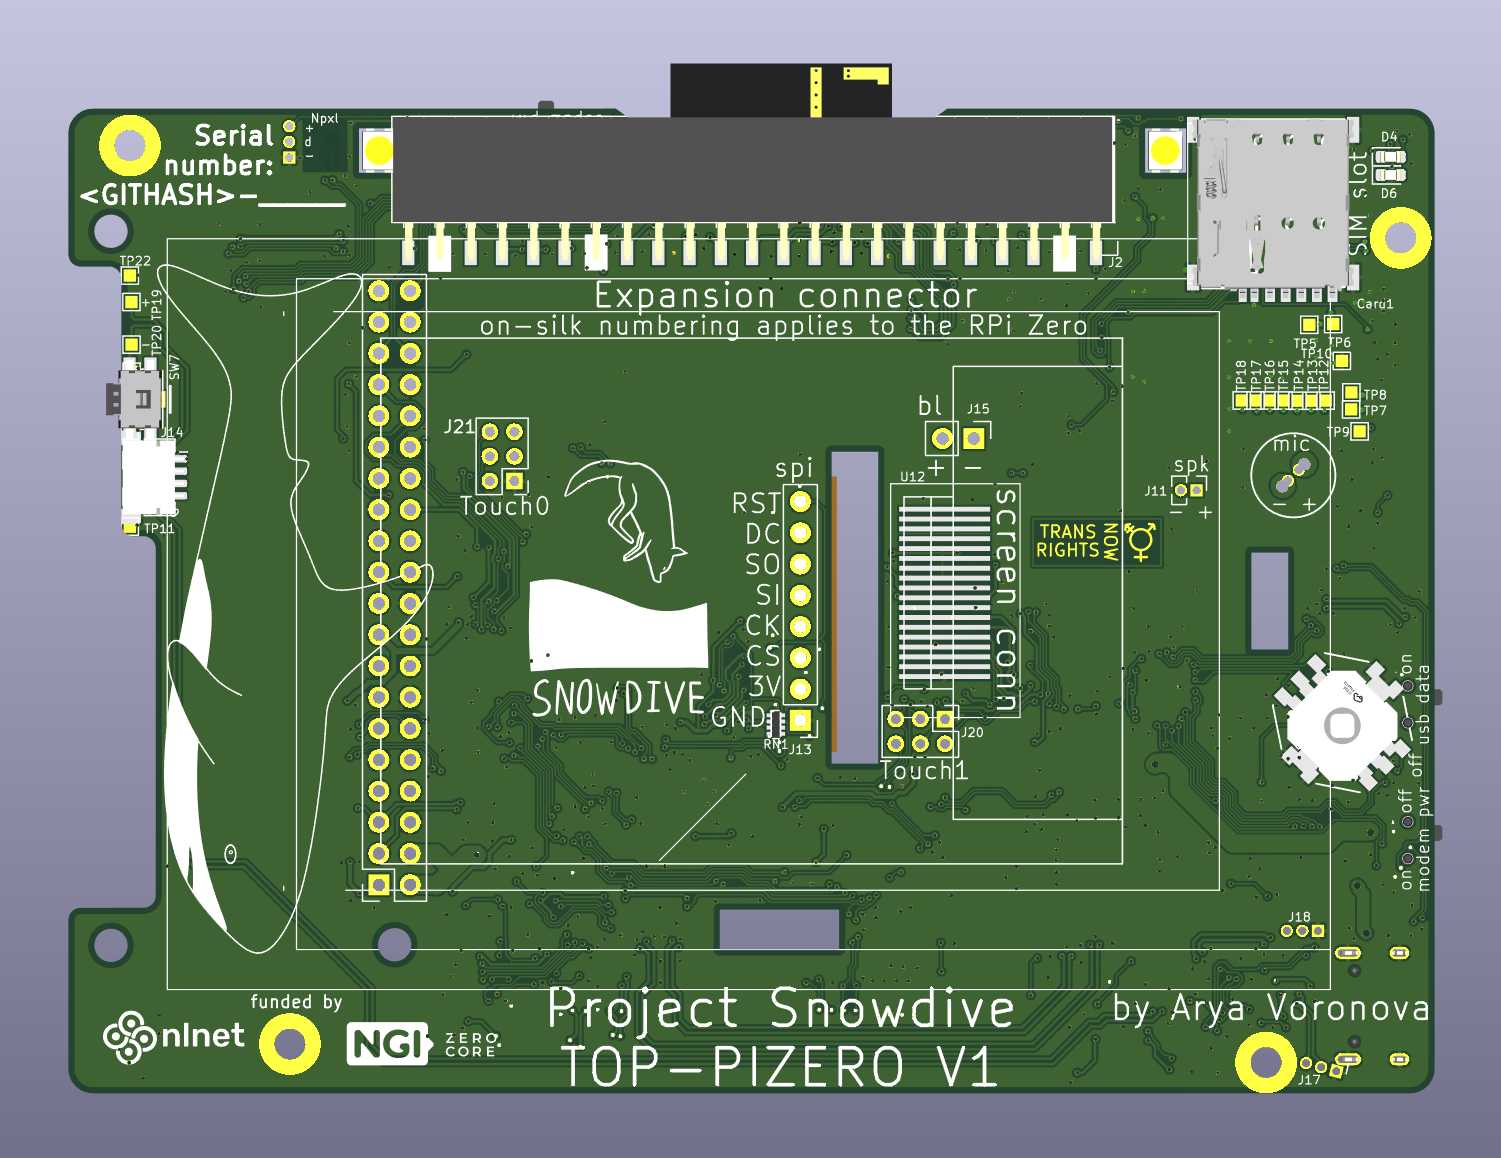 Npxl
+
d
-
Serial
number:
<GITHASH>-______
D4
D6
SIM slot
J2
Card1
TP22
+
TP19
TP20
-
SW7
J14
TP11
Expansion connector
on-silk numbering applies to the RPi Zero
TP5
TP6
TP10
TP18
TP17
TP16
TP15
TP14
TP13
TP12
TP8
TP7
TP9
mic
- +
bl
J15
+ -
J21
Touch0
spi
RST
DC
SO
SI
CK
CS
3V
GND
RN1
J13
U12
screen conn
spk
J11
- +
TRANS
RIGHTS
NOW
SNOWDIVE
J20
Touch1
on
usb data
off
off
modem pwr
on
J18
funded by
nlnet
NGI
ZERO
CORE
Project Snowdive
TOP-PIZERO V1
by Arya Voronova
J17